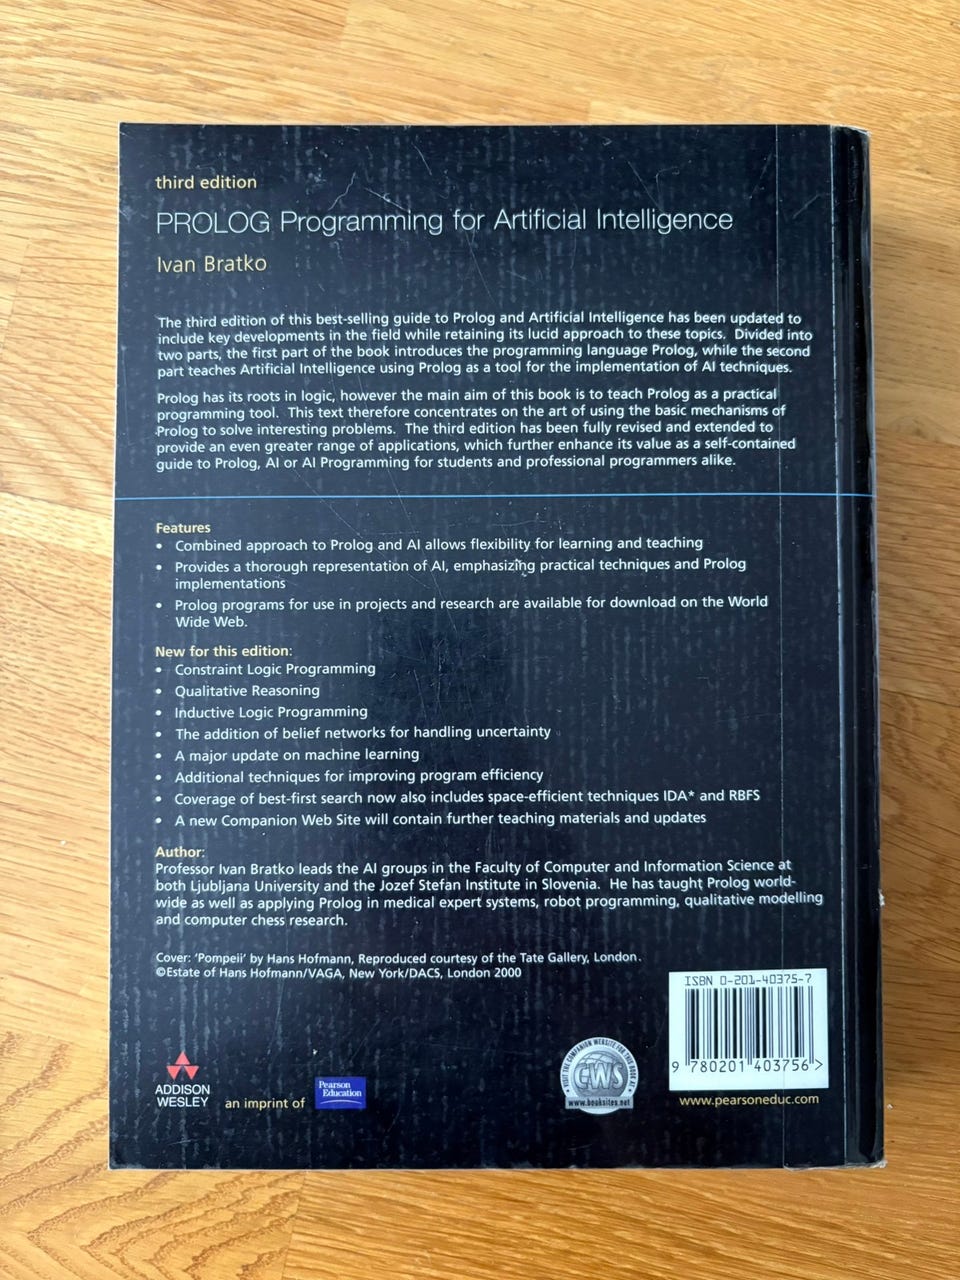 third edition
PROLOG Programming for Artificial Intelligence
Ivan Bratko
The third edition of this best-selling guide to Prolog and Artificial Intelligence has been updated to
include key developments in the field while retaining its lucid approach to these topics. Divided into
two parts, the first part of the book introduces the programming language Prolog, while the second
part teaches Artificial Intelligence using Prolog as a tool for the implementation of AI techniques.
Prolog has its roots in logic, however the main aim of this book is to teach Prolog as a practical
programming tool. This text therefore concentrates on the art of using the basic mechanisms of
Prolog to solve interesting problems. The third edition has been fully revised and extended to
provide an even greater range of applications, which further enhance its value as a self-contained
guide to Prolog, AI or AI Programming for students and professional programmers alike.
Features
• Combined approach to Prolog and AI allows flexibility for learning and teaching
• Provides a thorough representation of AI, emphasizing practical techniques and Prolog
implementations
• Prolog programs for use in projects and research are available for download on the World
Wide Web.
New for this edition:
• Constraint Logic Programming
• Qualitative Reasoning
• Inductive Logic Programming
• The addition of belief networks for handling uncertainty
• A major update on machine learning
• Additional techniques for improving program efficiency
• Coverage of best-first search now also includes space-efficient techniques IDA* and RBFS
• A new Companion Web Site will contain further teaching materials and updates
Author:
Professor Ivan Bratko leads the AI groups in the Faculty of Computer and Information Science at
both Ljubljana University and the Jozef Stefan Institute in Slovenia. He has taught Prolog world-
wide as well as applying Prolog in medical expert systems, robot programming, qualitative modelling
and computer chess research.
Cover: 'Pompeii' by Hans Hofmann, Reproduced courtesy of the Tate Gallery, London.
©Estate of Hans Hofmann/VAGA, New York/DACS, London 2000
ISBN 0-201-40375-7
9 780201 403756 >
ADDISON
WESLEY
an imprint of
Pearson
Education
VISIT THE COMPANION WEBSITE FOR THIS BOOK AT
CWS
www.booksites.net
www.pearsoneduc.com